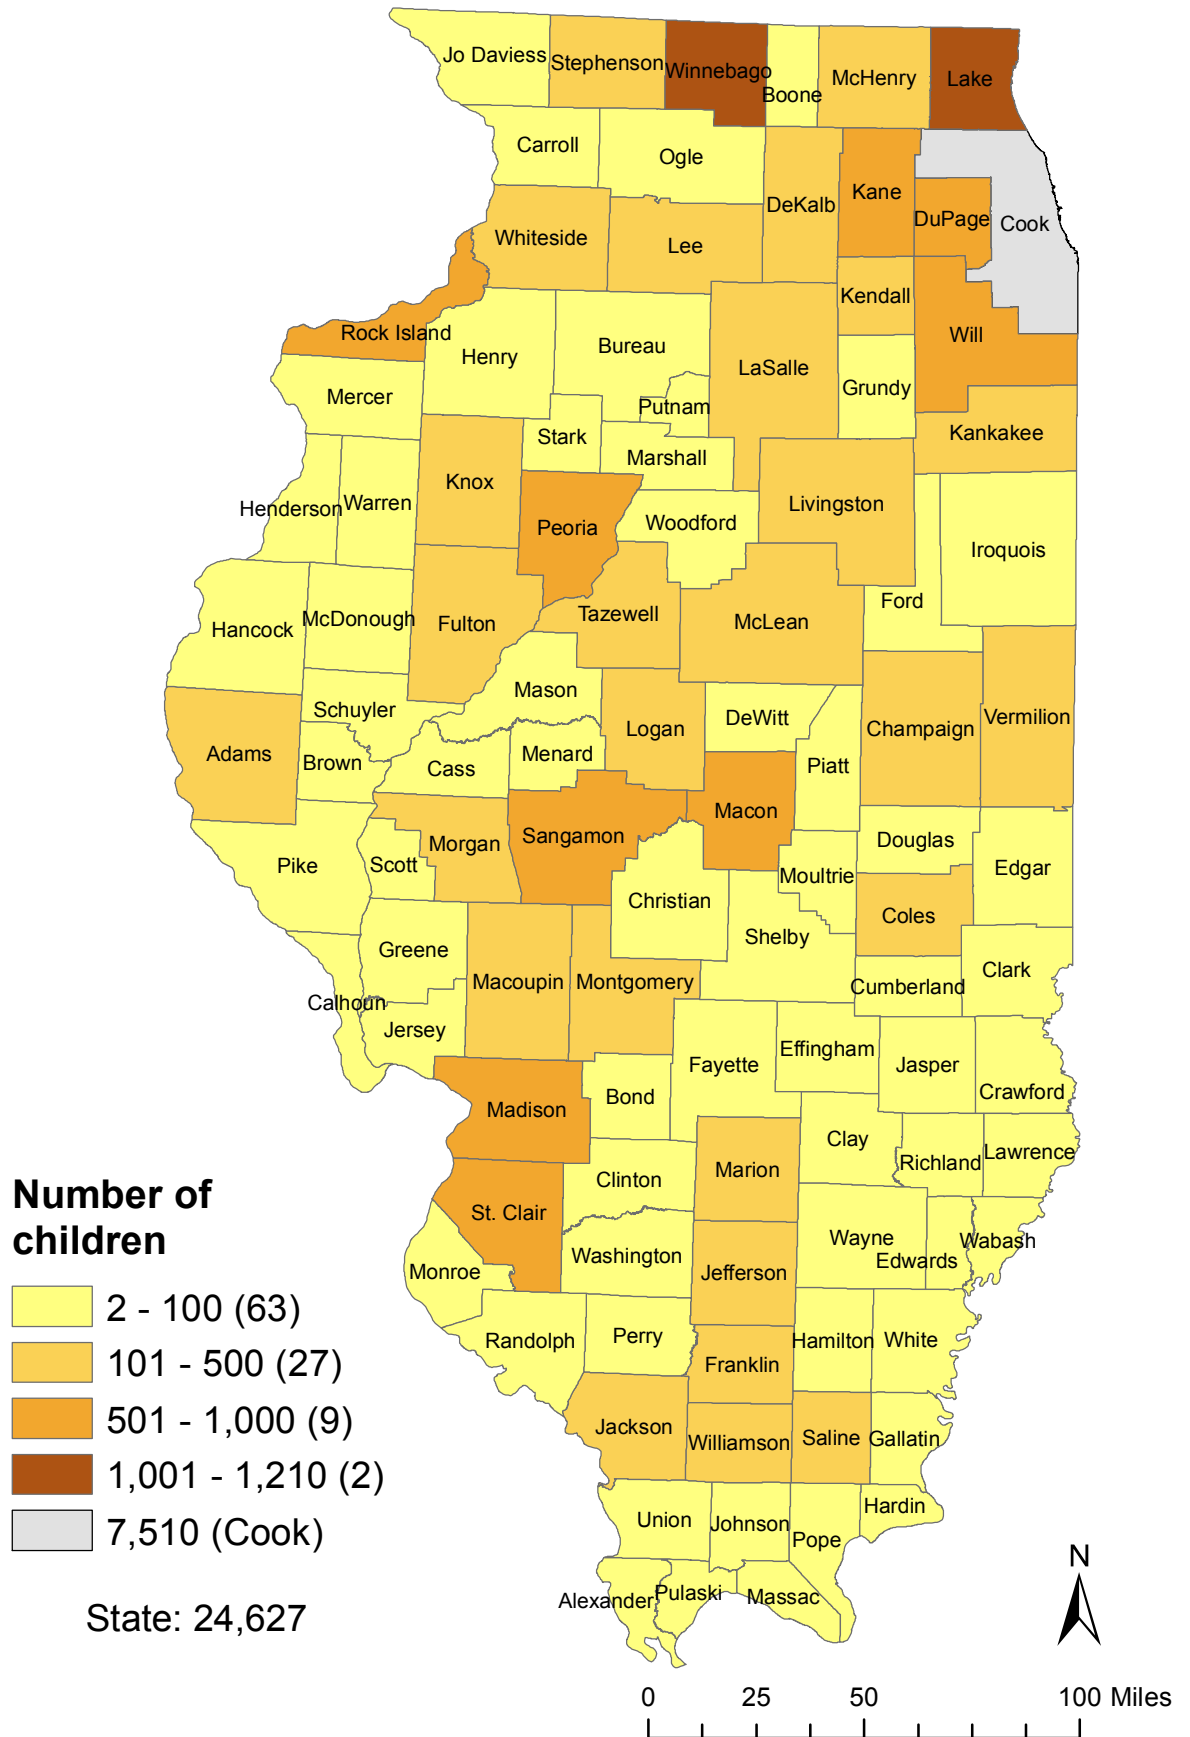 Jo Daviess
Stephenson
Winnebago
Boone
McHenry
Lake
Carroll
Ogle
DeKalb
Kane
DuPage
Cook
Whiteside
Lee
Kendall
Rock Island
Henry
Bureau
LaSalle
Will
Grundy
Mercer
Putnam
Stark
Marshall
Kankakee
Henderson
Warren
Knox
Peoria
Woodford
Livingston
Iroquois
Ford
Hancock
McDonough
Fulton
Tazewell
McLean
Schuyler
Mason
Logan
DeWitt
Champaign
Vermilion
Adams
Brown
Cass
Menard
Piatt
Macon
Sangamon
Morgan
Scott
Pike
Douglas
Edgar
Moultrie
Christian
Coles
Shelby
Greene
Macoupin
Montgomery
Cumberland
Clark
Calhoun
Jersey
Fayette
Effingham
Jasper
Crawford
Madison
Bond
Clay
Richland
Lawrence
Marion
Clinton
St. Clair
Washington
Wayne
Edwards
Wabash
Monroe
Jefferson
Randolph
Perry
Hamilton
White
Franklin
Jackson
Williamson
Saline
Gallatin
Union
Johnson
Pope
Hardin
Alexander
Pulaski
Massac
Number of
children
2 - 100 (63)
101 - 500 (27)
501 - 1,000 (9)
1,001 - 1,210 (2)
7,510 (Cook)
State: 24,627
N
0 25 50 100 Miles